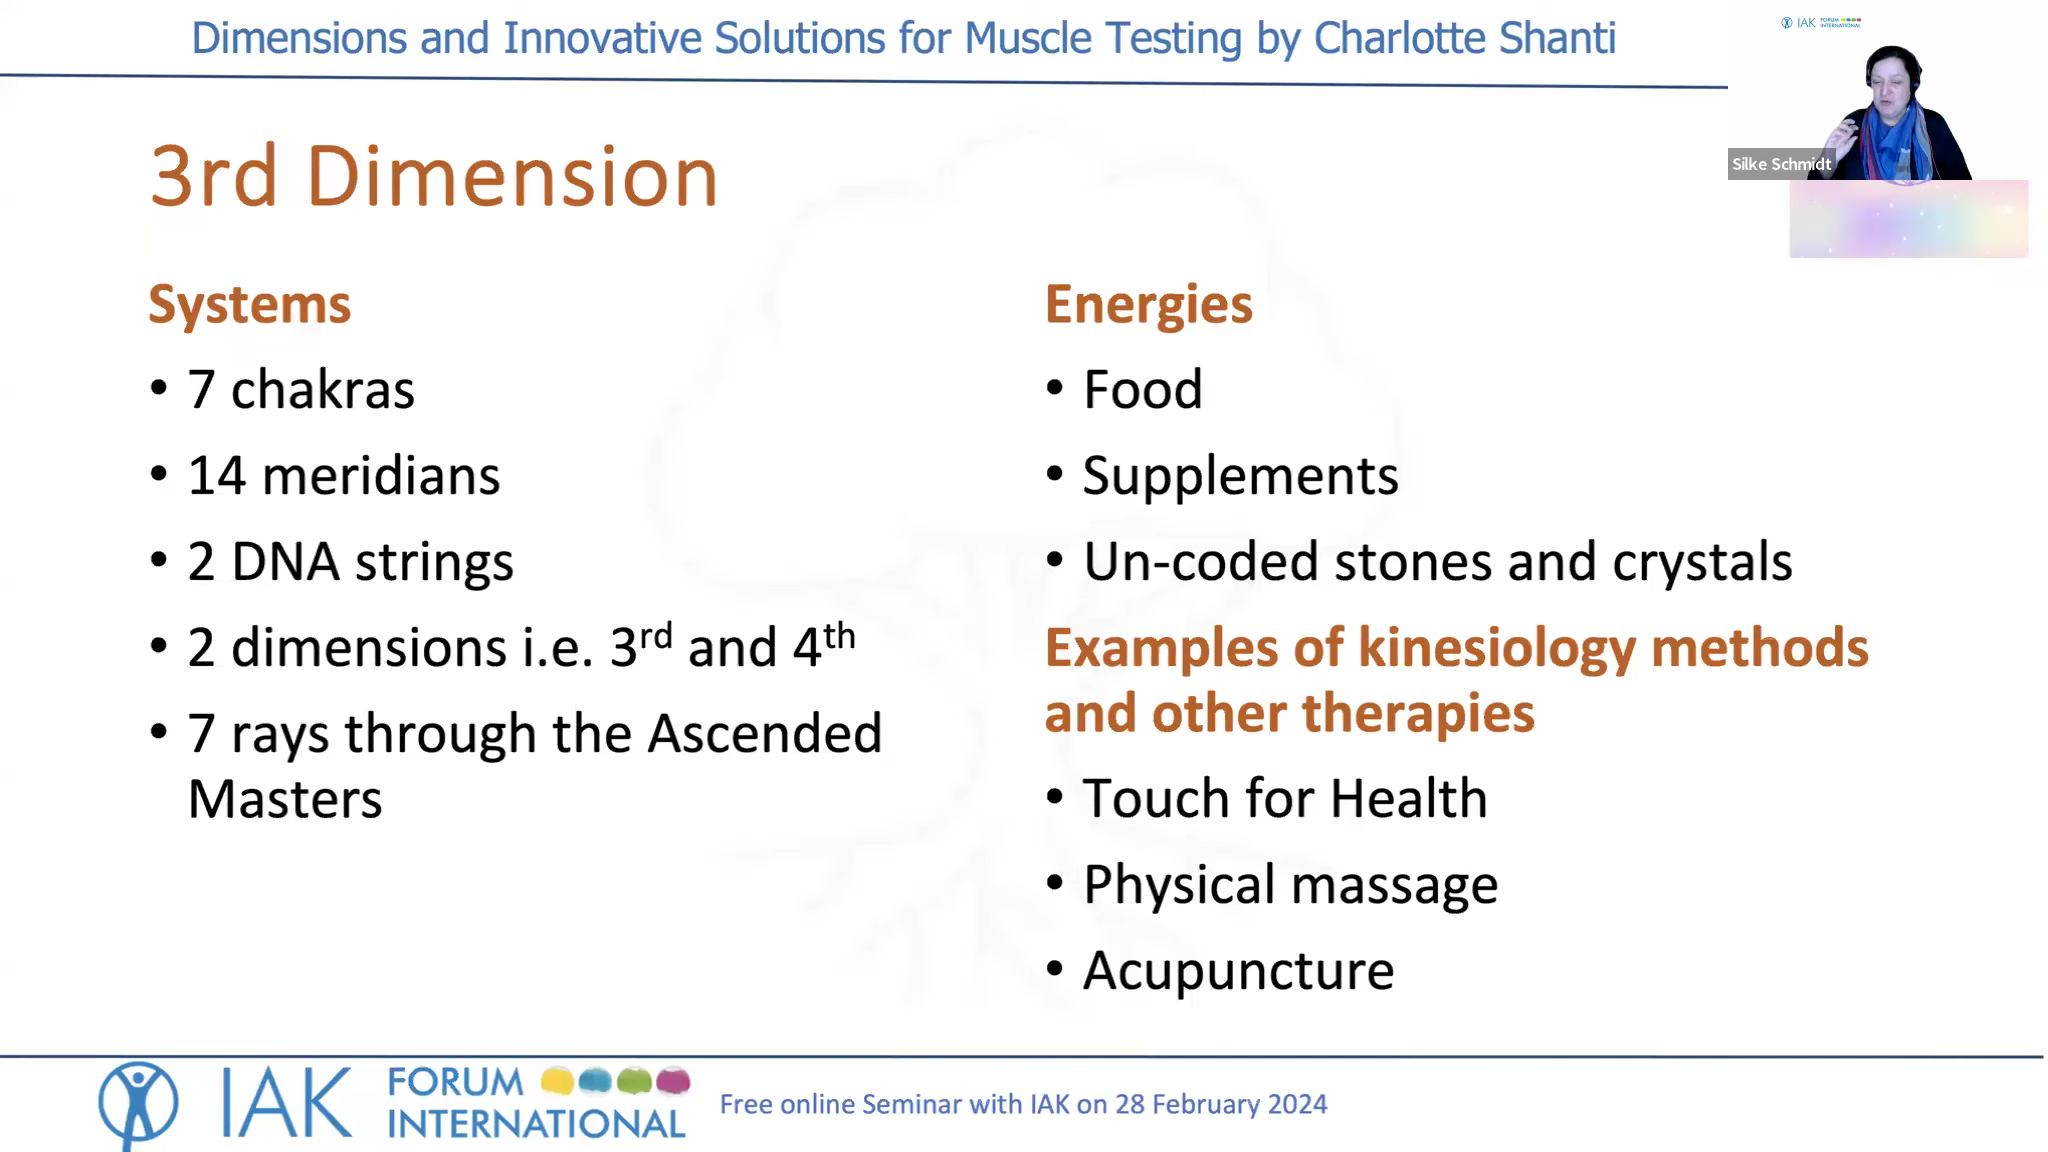 Dimensions and Innovative Solutions for Muscle Testing by Charlotte Shanti
IAK FORUM INTERNATIONAL
Silke Schmidt
3rd Dimension
Systems
• 7 chakras
• 14 meridians
• 2 DNA strings
• 2 dimensions i.e. 3rd and 4th
• 7 rays through the Ascended
Masters
Energies
• Food
• Supplements
• Un-coded stones and crystals
Examples of kinesiology methods
and other therapies
• Touch for Health
• Physical massage
• Acupuncture
IAK FORUM
INTERNATIONAL
Free online Seminar with IAK on 28 February 2024